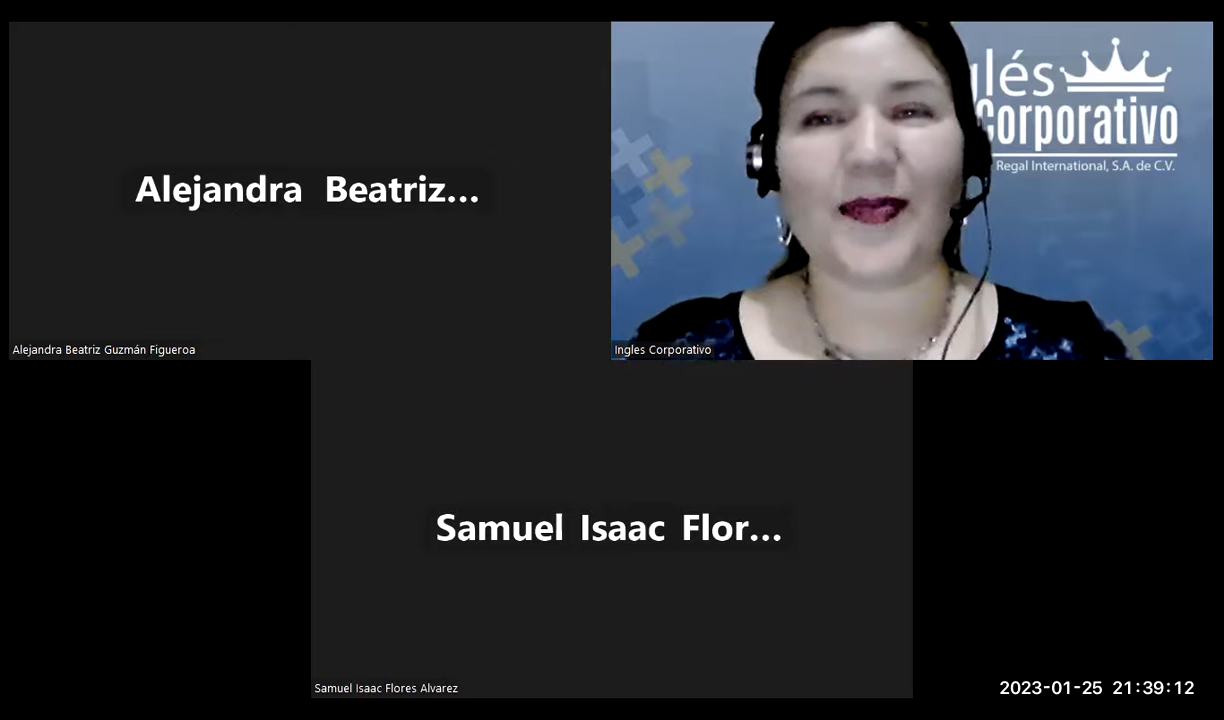 Alejandra Beatriz...
Alejandra Beatriz Guzmán Figueroa
glés
Corporativo
Regal International, S.A. de C.V.
Ingles Corporativo
Samuel Isaac Flor...
Samuel Isaac Flores Alvarez
2023-01-25 21:39:12